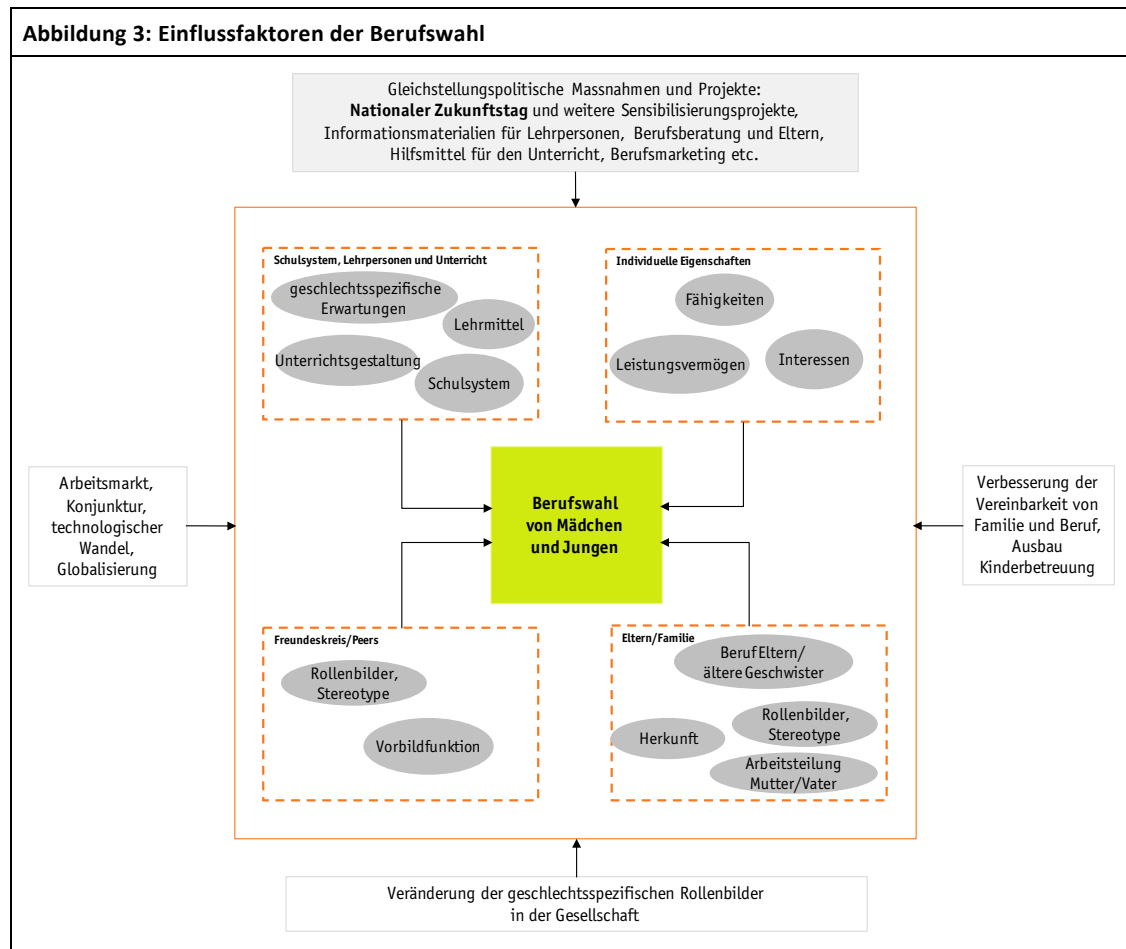 Abbildung 3: Einflussfaktoren der Berufswahl
Gleichstellungspolitische Massnahmen und Projekte:
Nationaler Zukunftstag und weitere Sensibilisierungsprojekte,
Informationsmaterialien für Lehrpersonen, Berufsberatung und Eltern,
Hilfsmittel für den Unterricht, Berufsmarketing etc.
Schulsystem, Lehrpersonen und Unterricht
geschlechtsspezifische
Erwartungen
Lehrmittel
Unterrichtsgestaltung
Schulsystem
Individuelle Eigenschaften
Fähigkeiten
Leistungsvermögen
Interessen
Arbeitsmarkt,
Konjunktur,
technologischer
Wandel,
Globalisierung
Berufswahl
von Mädchen
und Jungen
Verbesserung der
Vereinbarkeit von
Familie und Beruf,
Ausbau
Kinderbetreuung
Freundeskreis/Peers
Rollenbilder,
Stereotype
Vorbildfunktion
Eltern/Familie
Beruf Eltern/
ältere Geschwister
Rollenbilder,
Stereotype
Herkunft
Arbeitsteilung
Mutter/Vater
Veränderung der geschlechtsspezifischen Rollenbilder
in der Gesellschaft